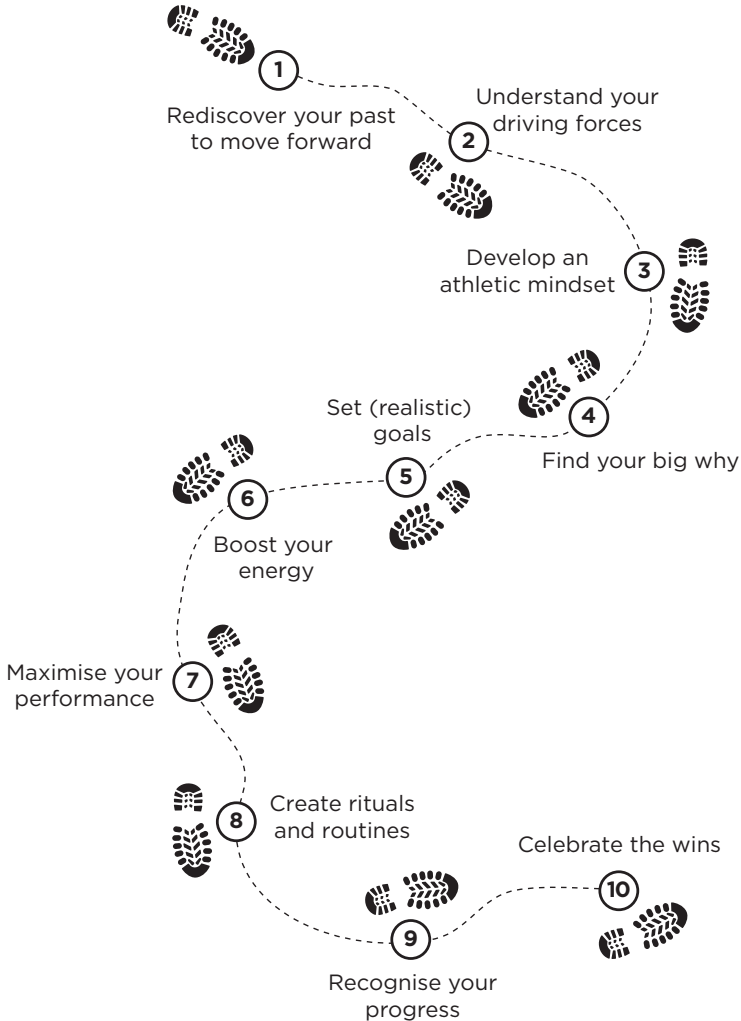 1
Rediscover your past
to move forward
Understand your
driving forces
2
Develop an
athletic mindset
3
4
Find your big why
Set (realistic)
goals
5
6
Boost your
energy
Maximise your
performance
7
8
Create rituals
and routines
9
Recognise your
progress
Celebrate the wins
10